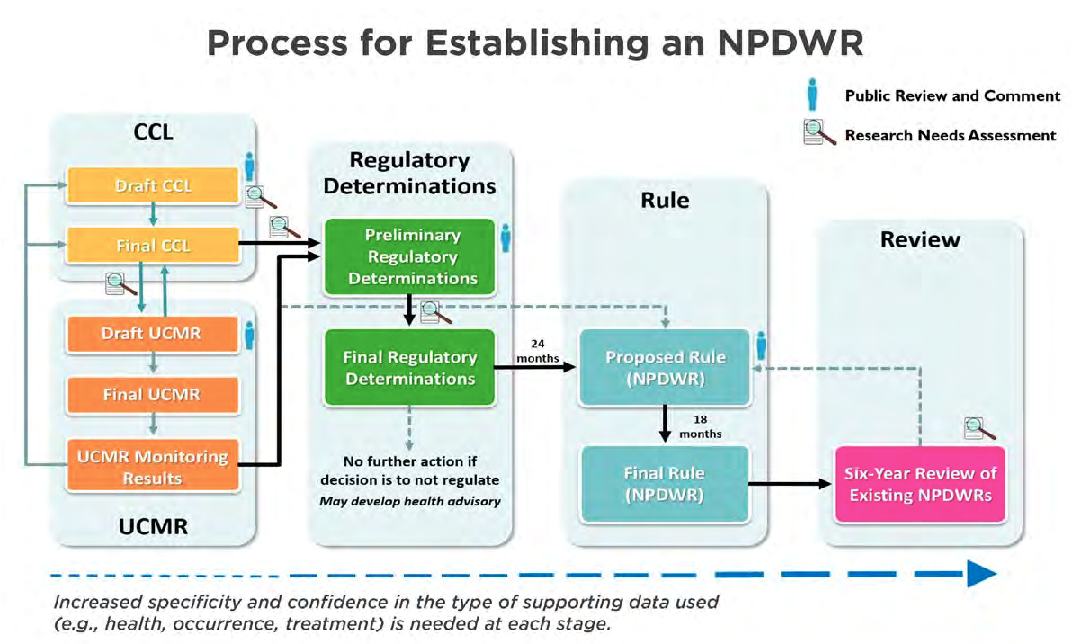 Process for Establishing an NPDWR
Public Review and Comment
Research Needs Assessment
CCL
Draft CCL
Final CCL
Draft UCMR
Final UCMR
UCMR Monitoring
Results
UCMR
Regulatory
Determinations
Preliminary
Regulatory
Determinations
Final Regulatory
Determinations
No further action if
decision is to not regulate
May develop health advisory
24
months
Rule
Proposed Rule
(NPDWR)
18
months
Final Rule
(NPDWR)
Review
Six-Year Review of
Existing NPDWRs
Increased specificity and confidence in the type of supporting data used
(e.g., health, occurrence, treatment) is needed at each stage.